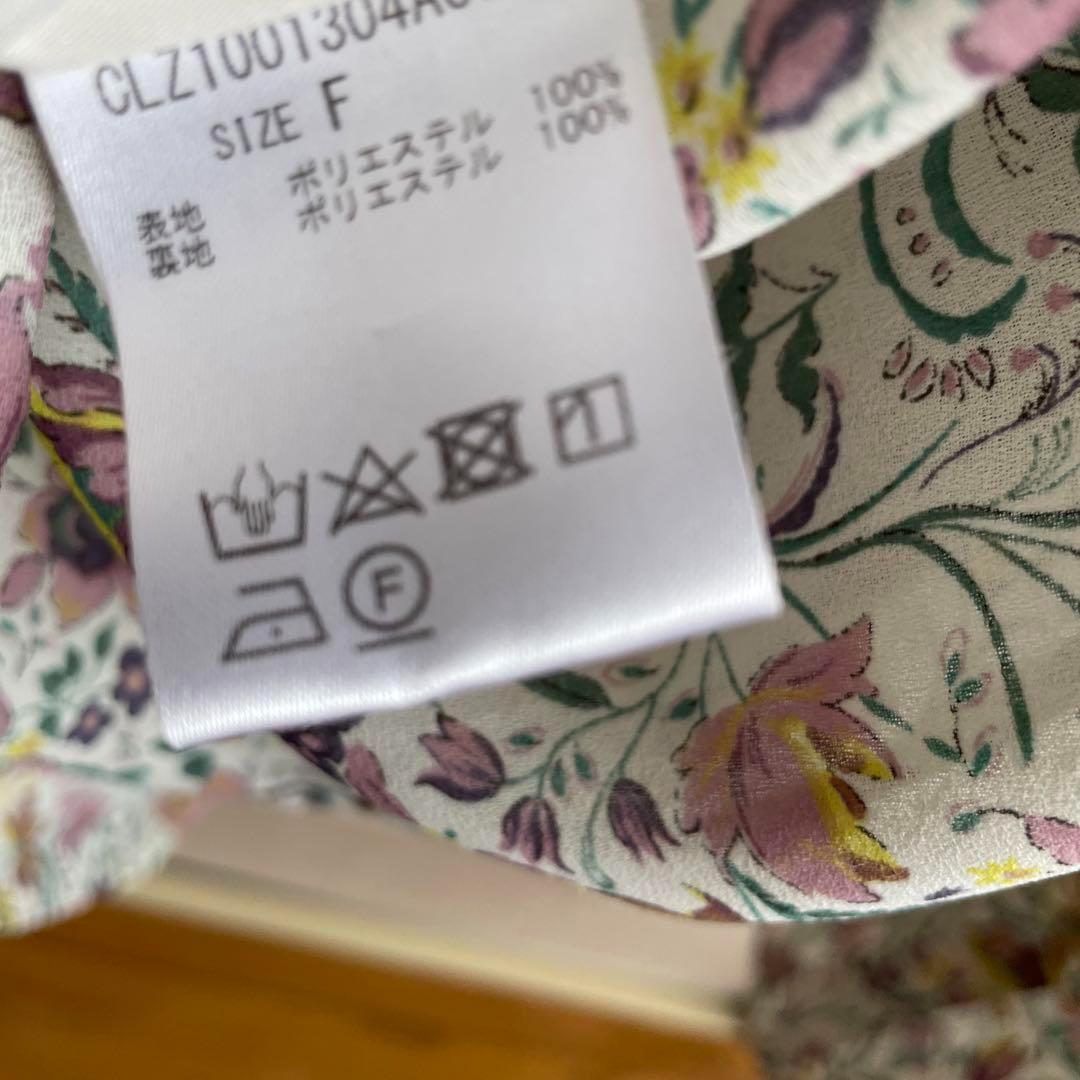 CLZ1001304A0
SIZE F
表地 ポリエステル 100%
裏地 ポリエステル 100%
F